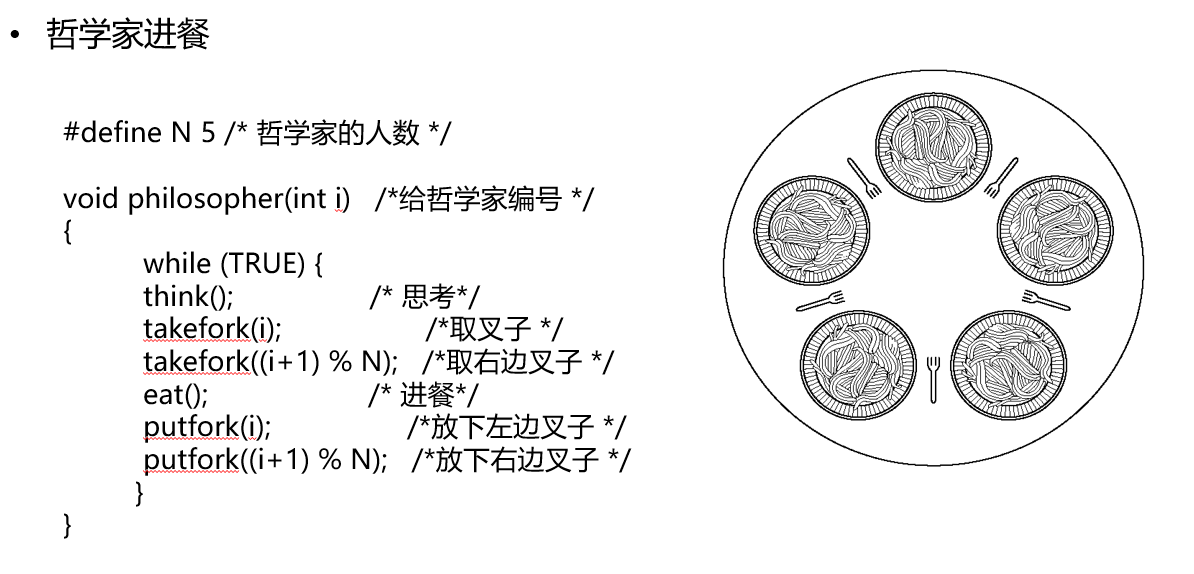 • 哲学家进餐
#define N 5 /* 哲学家的人数 */
void philosopher(int i) /*给哲学家编号 */
{
while (TRUE) {
think(); /* 思考*/
takefork(i); /*取叉子 */
takefork((i+1) % N); /*取右边叉子 */
eat(); /* 进餐*/
putfork(i); /*放下左边叉子 */
putfork((i+1) % N); /*放下右边叉子 */
}
}